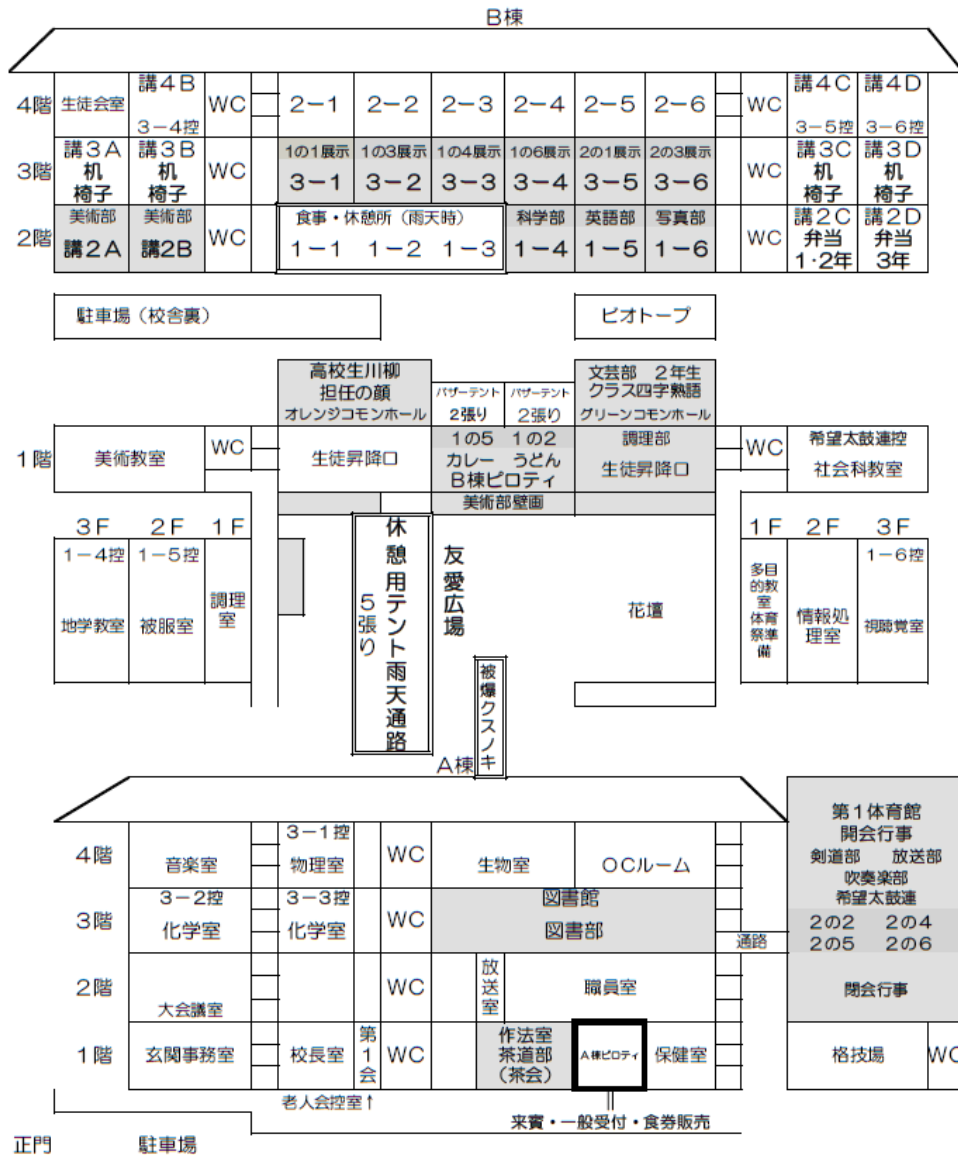 B棟
4階 生徒会室 講4B 3-4控 WC 2-1 2-2 2-3 2-4 2-5 2-6 WC 講4C 3-5控 講4D 3-6控
3階 講3A 机 椅子 講3B 机 椅子 WC 1の1展示 3-1 1の3展示 3-2 1の4展示 3-3 1の6展示 3-4 2の1展示 3-5 2の3展示 3-6 WC 講3C 机 椅子 講3D 机 椅子
2階 美術部 講2A 美術部 講2B WC 食事・休憩所(雨天時) 1-1 1-2 1-3 科学部 1-4 英語部 1-5 写真部 1-6 WC 講2C 弁当 1・2年 講2D 弁当 3年
駐車場(校舎裏) ビオトープ
高校生川柳
担任の顔
オレンジコモンホール
バザーテント
2張り
バザーテント
2張り
文芸部 2年生
クラス四字熟語
グリーンコモンホール
1階 美術教室 WC 生徒昇降口
1の5 1の2
カレー うどん
B棟ピロティ
調理部
生徒昇降口
WC
希望太鼓連控
社会科教室
美術部壁画
3F 2F 1F
1-4控 地学教室
1-5控 被服室
調理室
休憩用テント雨天通路
5張り
友愛広場
被爆クスノキ
花壇
1F 2F 3F
多目的教室体育祭準備
情報処理室
1-6控 視聴覚室
A棟
4階 音楽室 3-1控 物理室 WC 生物室 OCルーム
3階 3-2控 化学室 3-3控 化学室 WC 図書館 図書部 通路
2階 大会議室 WC 放送室 職員室
1階 玄関事務室 校長室 第1会 WC 作法室 茶道部 (茶会) A棟ピロティ 保健室
第1体育館
開会行事
剣道部 放送部
吹奏楽部
希望太鼓連
2の2 2の4
2の5 2の6
閉会行事
格技場 WC
老人会控室↑
来賓・一般受付・食券販売
正門 駐車場